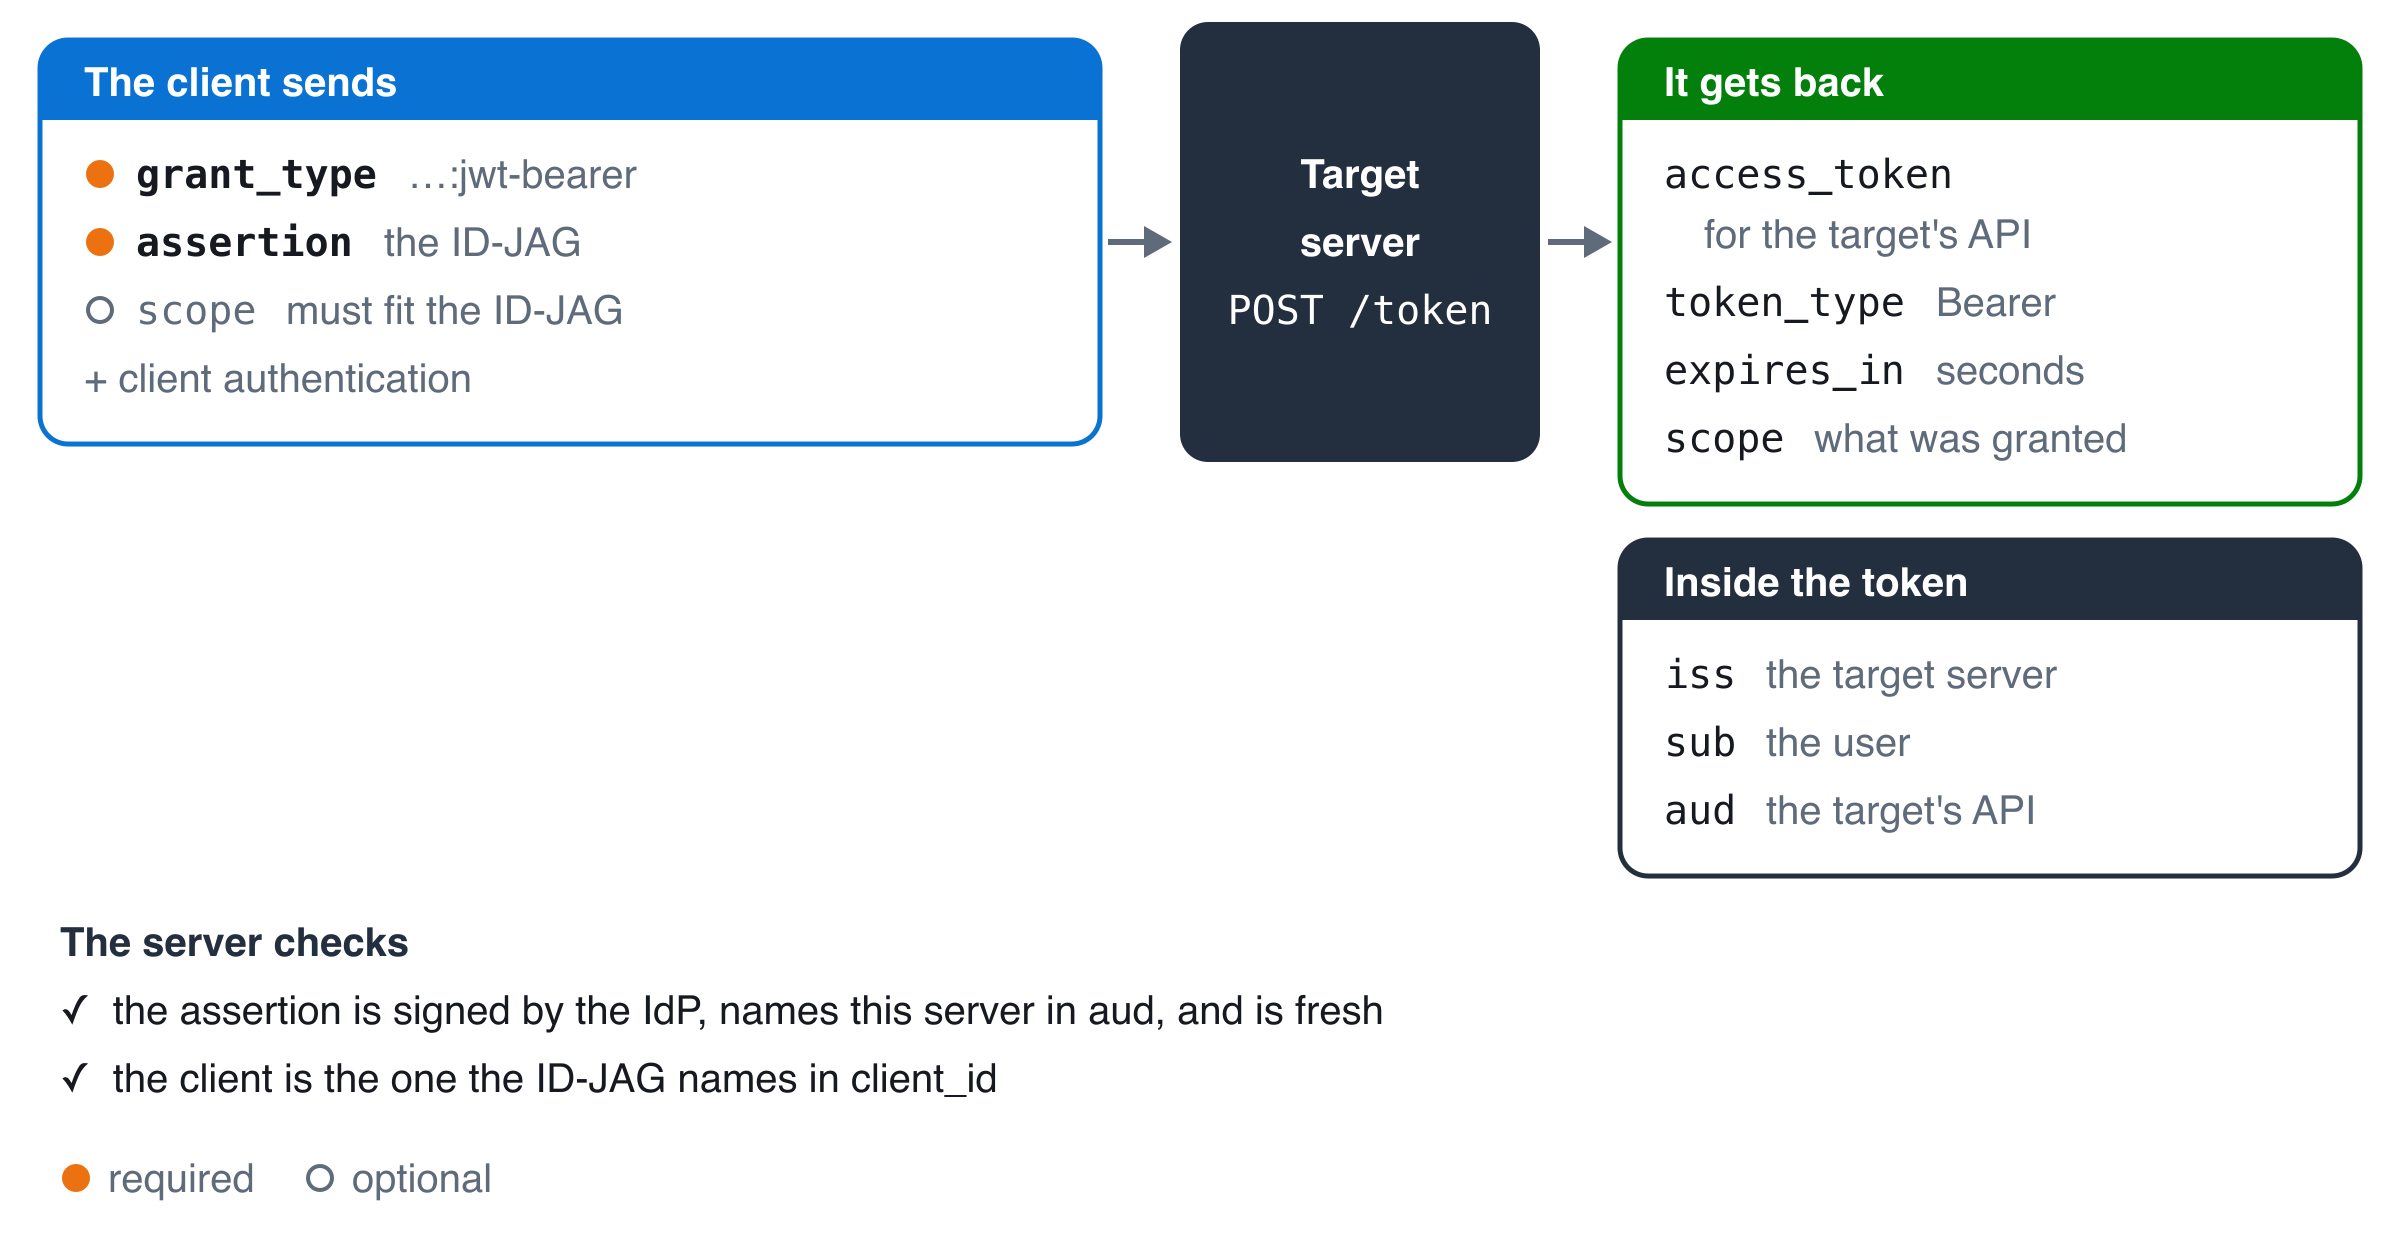 The client sends
grant_type …:jwt-bearer
assertion the ID-JAG
scope must fit the ID-JAG
+ client authentication
Target
server
POST /token
It gets back
access_token
for the target's API
token_type Bearer
expires_in seconds
scope what was granted
Inside the token
iss the target server
sub the user
aud the target's API
The server checks
✓ the assertion is signed by the IdP, names this server in aud, and is fresh
✓ the client is the one the ID-JAG names in client_id
required optional